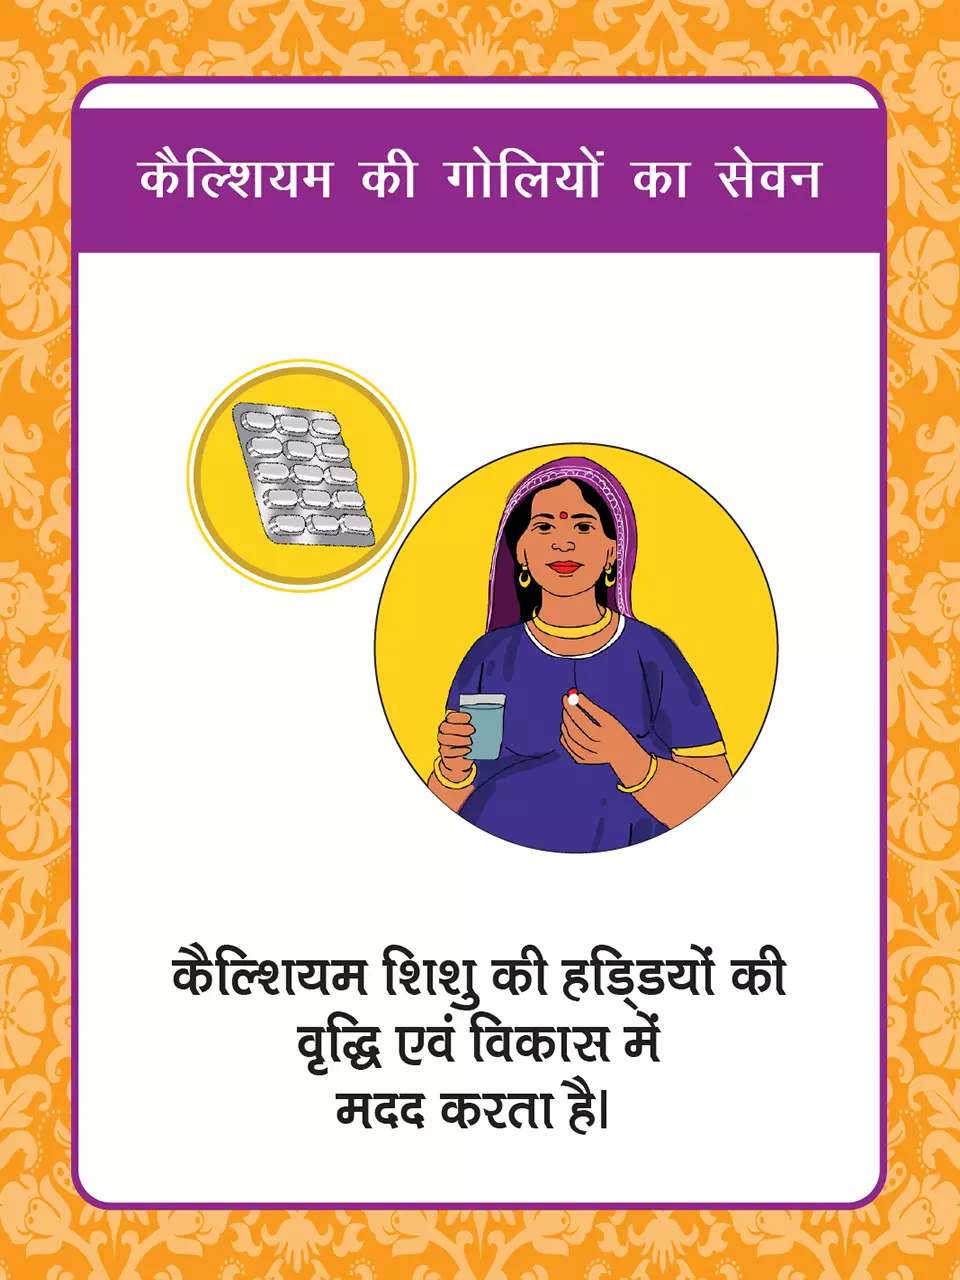 कैल्शियम की गोलियों का सेवन
कैल्शियम शिशु की हड्डियों की
वृद्धि एवं विकास में
मदद करता है।